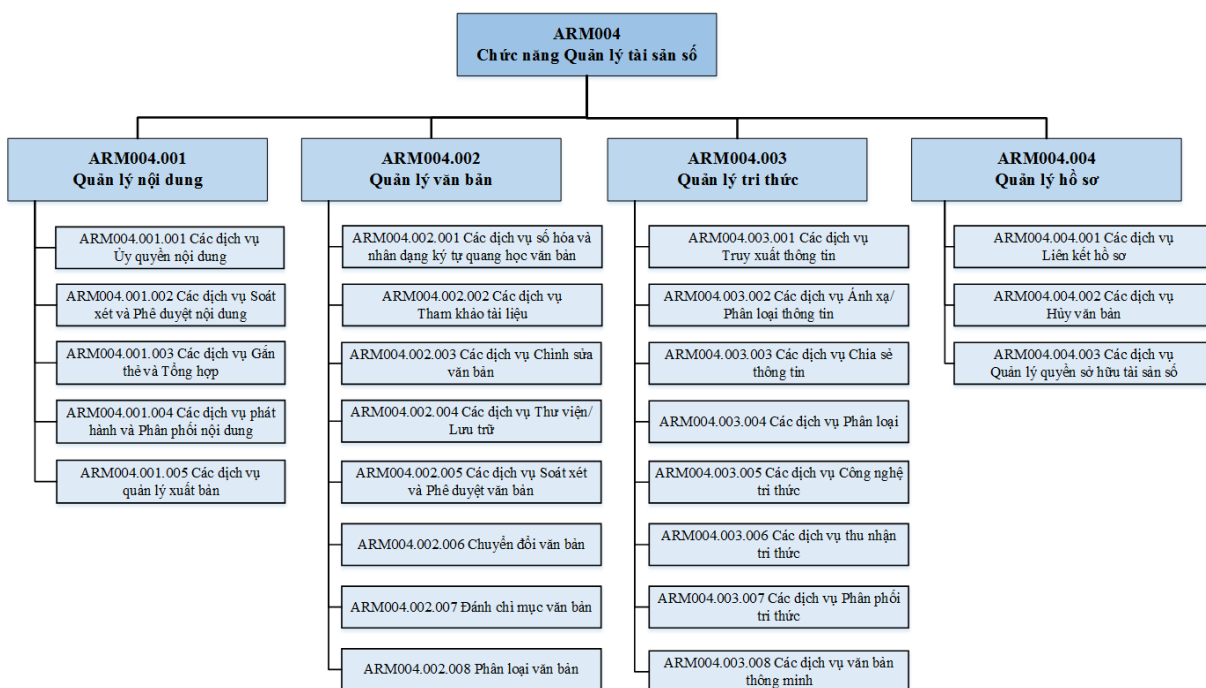 ARM004
Chức năng Quản lý tài sản số
ARM004.001
Quản lý nội dung
ARM004.001.001 Các dịch vụ
Ủy quyền nội dung
ARM004.001.002 Các dịch vụ Soát
xét và Phê duyệt nội dung
ARM004.001.003 Các dịch vụ Gắn
thẻ và Tổng hợp
ARM004.001.004 Các dịch vụ phát
hành và Phân phối nội dung
ARM004.001.005 Các dịch vụ
quản lý xuất bản
ARM004.002
Quản lý văn bản
ARM004.002.001 Các dịch vụ số hóa và
nhân dạng ký tự quang học văn bản
ARM004.002.002 Các dịch vụ
Tham khảo tài liệu
ARM004.002.003 Các dịch vụ Chỉnh sửa
văn bản
ARM004.002.004 Các dịch vụ Thư viện/
Lưu trữ
ARM004.002.005 Các dịch vụ Soát xét
và Phê duyệt văn bản
ARM004.002.006 Chuyển đổi văn bản
ARM004.002.007 Đánh chỉ mục văn bản
ARM004.002.008 Phân loại văn bản
ARM004.003
Quản lý tri thức
ARM004.003.001 Các dịch vụ
Truy xuất thông tin
ARM004.003.002 Các dịch vụ Ánh xạ/
Phân loại thông tin
ARM004.003.003 Các dịch vụ Chia sẻ
thông tin
ARM004.003.004 Các dịch vụ Phân loại
ARM004.003.005 Các dịch vụ Công nghệ
tri thức
ARM004.003.006 Các dịch vụ thu nhận
tri thức
ARM004.003.007 Các dịch vụ Phân phối
tri thức
ARM004.003.008 Các dịch vụ văn bản
thông minh
ARM004.004
Quản lý hồ sơ
ARM004.004.001 Các dịch vụ
Liên kết hồ sơ
ARM004.004.002 Các dịch vụ
Hủy văn bản
ARM004.004.003 Các dịch vụ
Quản lý quyền sở hữu tài sản số